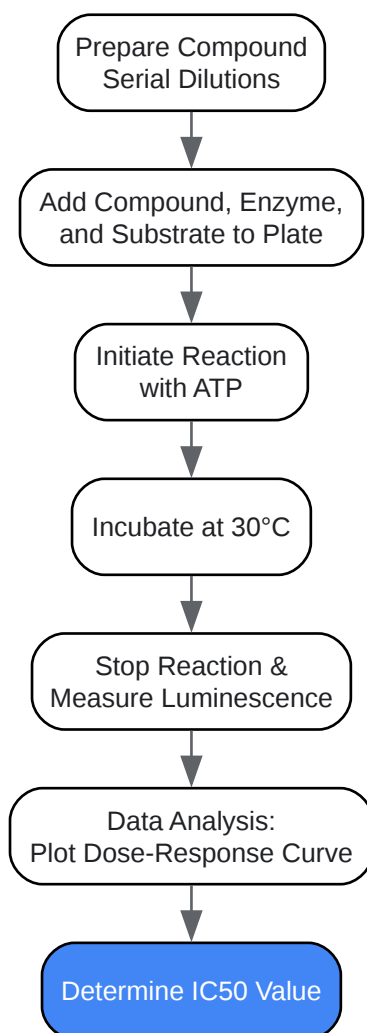 Prepare Compound
Serial Dilutions
Add Compound, Enzyme,
and Substrate to Plate
Initiate Reaction
with ATP
Incubate at 30°C
Stop Reaction &
Measure Luminescence
Data Analysis:
Plot Dose-Response Curve
Determine IC50 Value